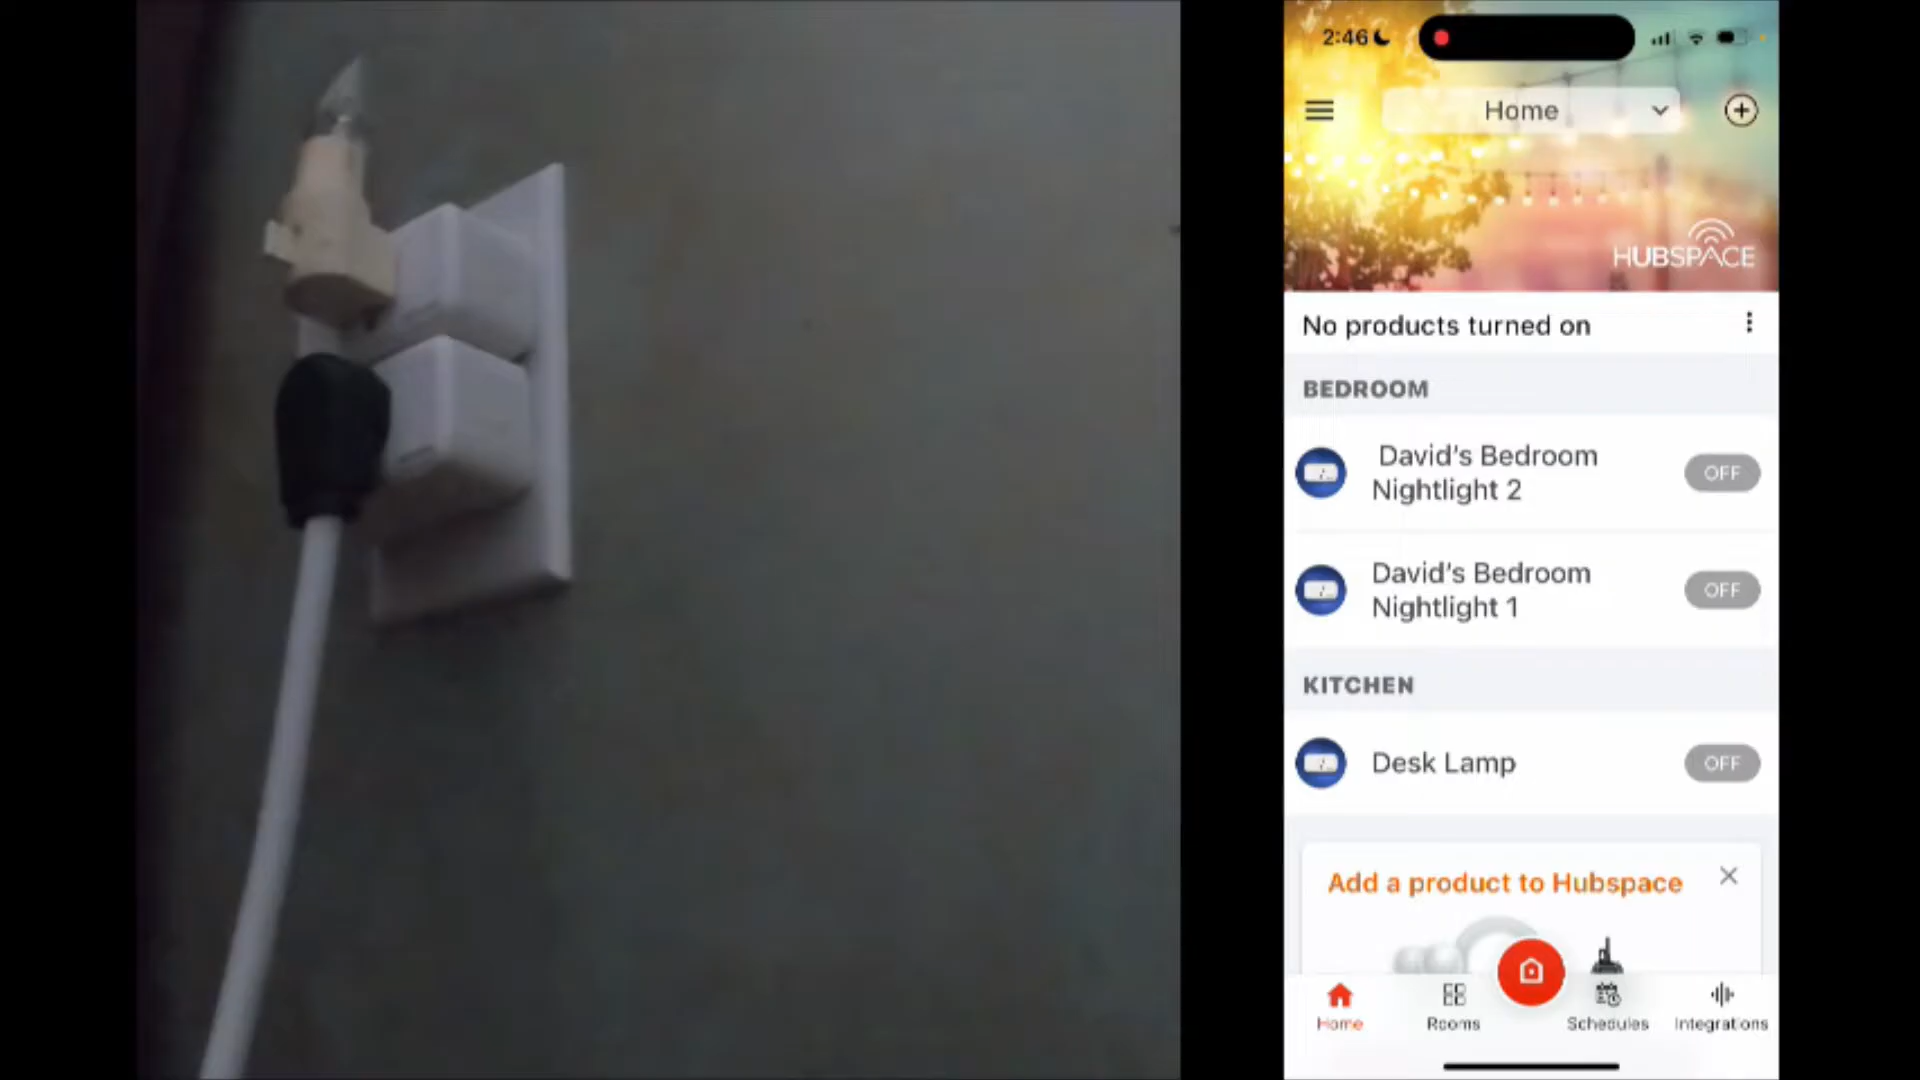 2:46
Home
HUBSPACE
No products turned on
BEDROOM
David's Bedroom
Nightlight 2
OFF
David's Bedroom
Nightlight 1
OFF
KITCHEN
Desk Lamp
OFF
Add a product to Hubspace
Home
Rooms
Schedules
Integrations